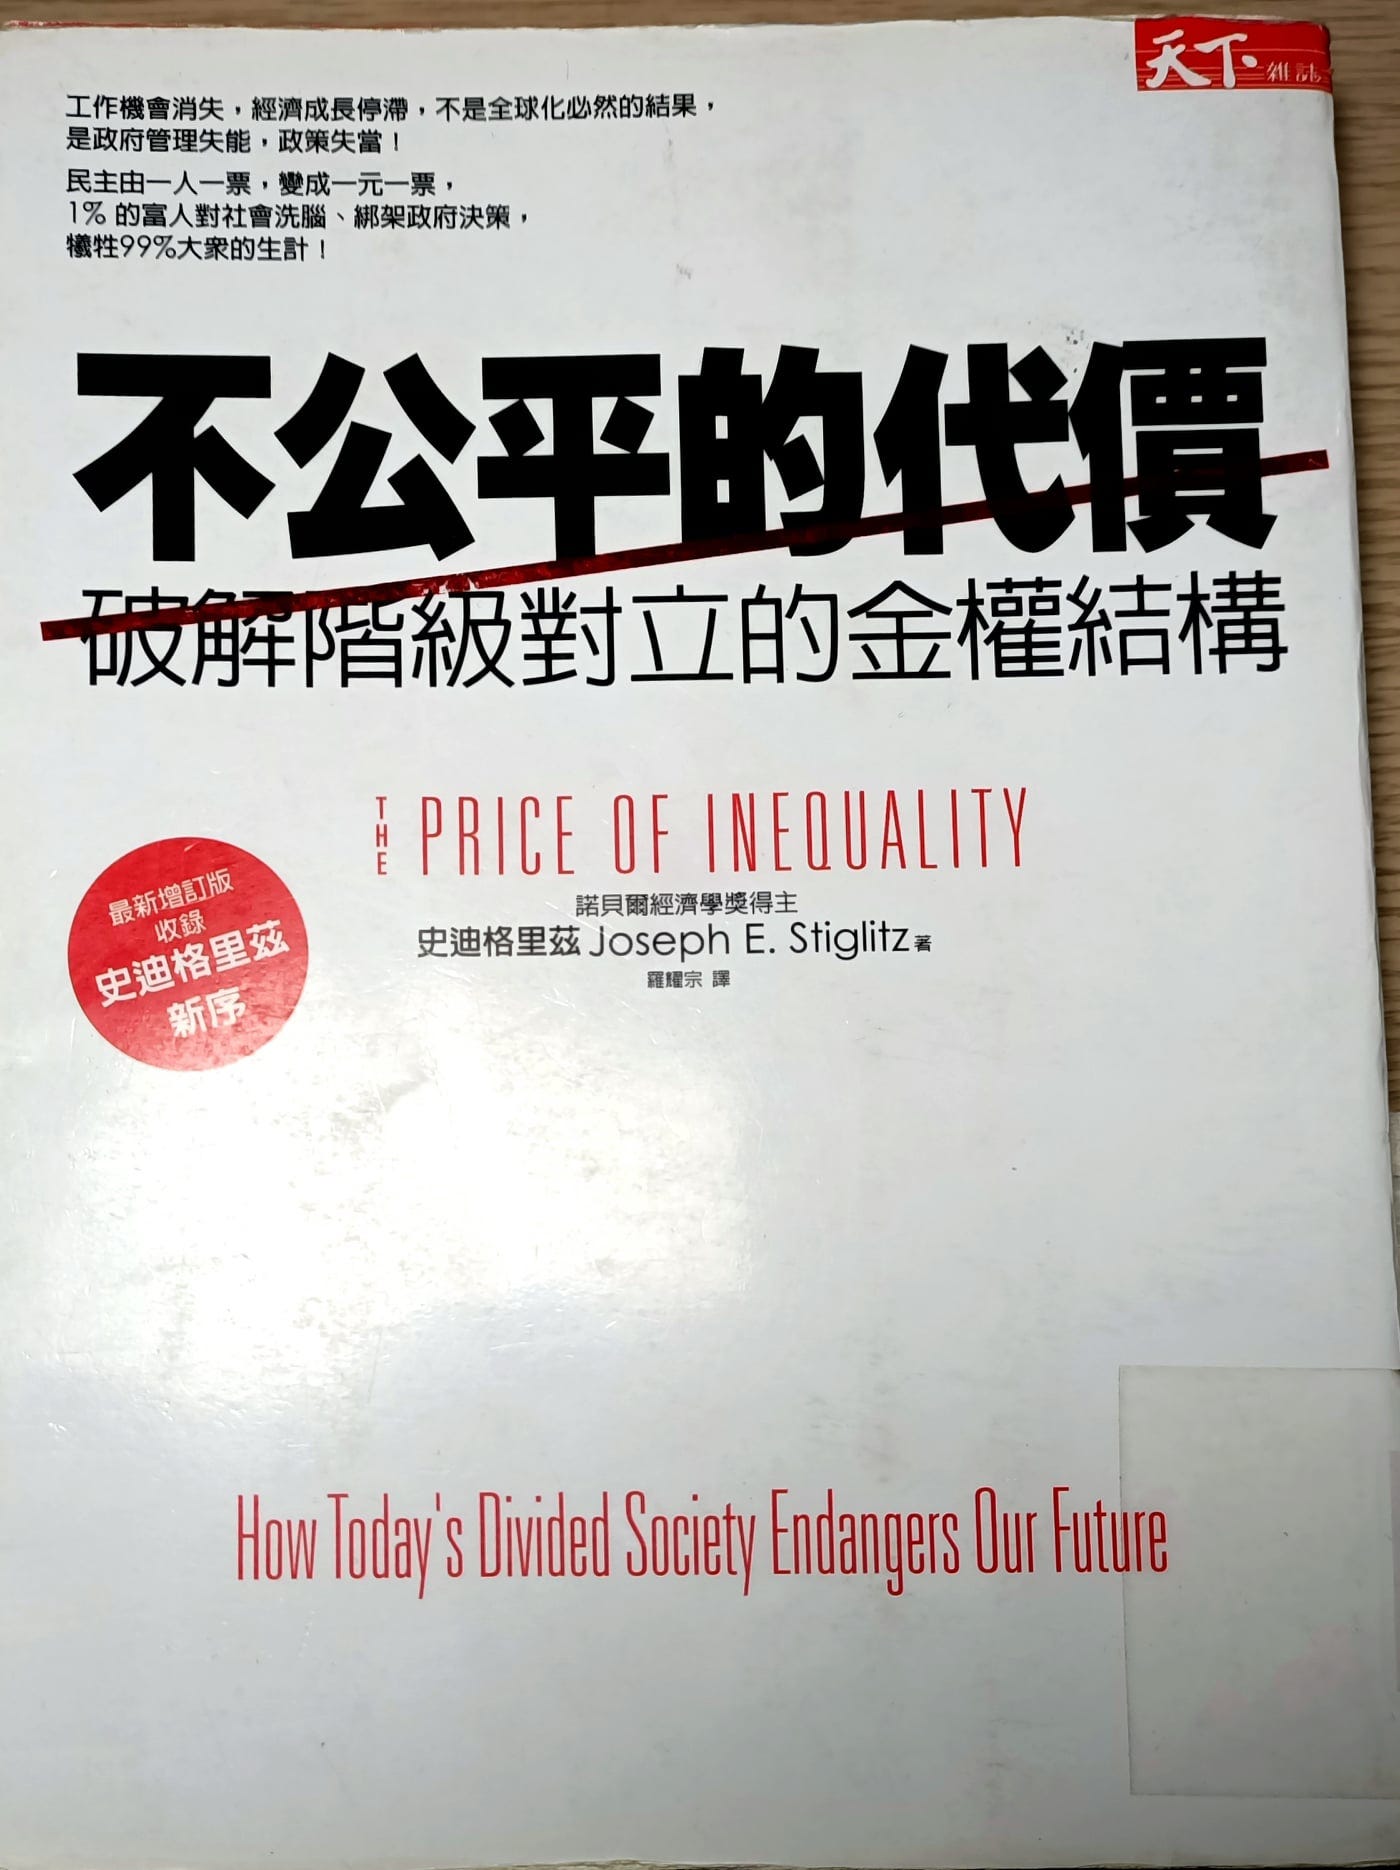 天下雜誌
工作機會消失，經濟成長停滯，不是全球化必然的結果，
是政府管理失能，政策失當！
民主由一人一票，變成一元一票，
1% 的富人對社會洗腦、綁架政府決策，
犧牲99%大眾的生計！
不公平的代價
破解階級對立的金權結構
THE PRICE OF INEQUALITY
諾貝爾經濟學獎得主
史迪格里茲 Joseph E. Stiglitz 著
羅耀宗 譯
最新增訂版
收錄
史迪格里茲
新序
How Today's Divided Society Endangers Our Future